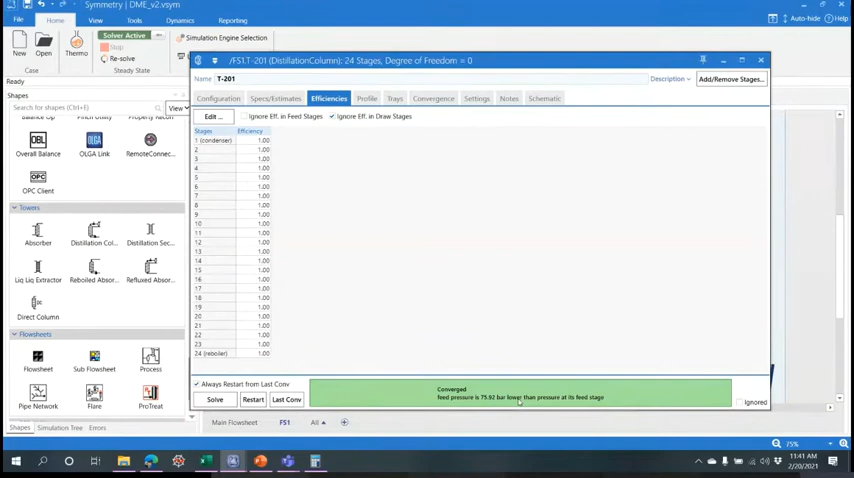 Symmetry | DME_v2.vsym
File Home View Tools Dynamics Reporting
Solver Active
Simulation Engine Selection
Auto-hide Help
New Open Thermo Stop
Re-solve
Case Steady State
Ready
Shapes
Search for shapes (Ctrl+E)
View
Overall Balance OLGA Link RemoteConnec...
OPC Client
Towers
Absorber Distillation Col... Distillation Sec...
Liq Liq Extractor Reboiled Absor... Refluxed Absor...
Direct Column
Flowsheets
Flowsheet Sub Flowsheet Process
Pipe Network Flare ProTreat
Shapes Simulation Tree Errors
/FS1.T-201 (DistillationColumn): 24 Stages, Degree of Freedom = 0
Name T-201 Description Add/Remove Stages...
Configuration Specs/Estimates Efficiencies Profile Trays Convergence Settings Notes Schematic
Edit ... Ignore Eff. in Feed Stages Ignore Eff. in Draw Stages
Stages Efficiency
1 (condenser) 1.00
2 1.00
3 1.00
4 1.00
5 1.00
6 1.00
7 1.00
8 1.00
9 1.00
10 1.00
11 1.00
12 1.00
13 1.00
14 1.00
15 1.00
16 1.00
17 1.00
18 1.00
19 1.00
20 1.00
21 1.00
22 1.00
23 1.00
24 (reboiler) 1.00
Always Restart from Last Conv
Solve Restart Last Conv
Converged
feed pressure is 75.92 bar lower than pressure at its feed stage
Ignored
Main Flowsheet FS1 All
75%
11:41 AM
2/20/2021